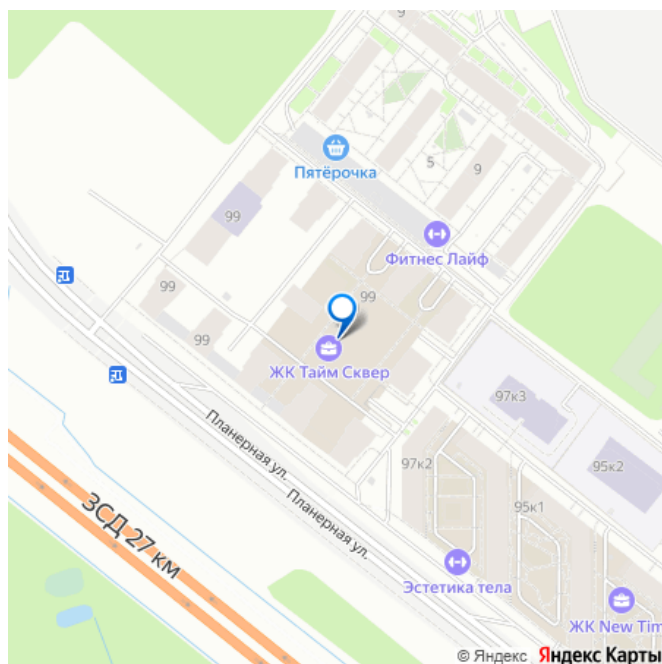 9
Пятёрочка
5
9
99
Фитнес Лайф
99
99
99
ЖК Тайм Сквер
97к3
Планерная ул.
97к2
95к2
Планерная ул.
95к1
ЗСД 27 км
Эстетика тела
ЖК New Tim
© Яндекс Яндекс Карты